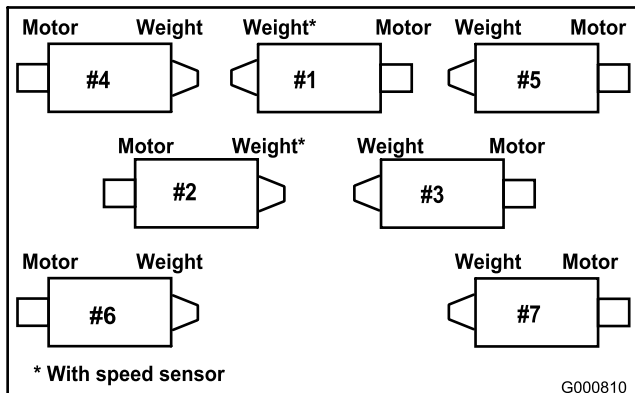 Motor Weight Weight* Motor Weight Motor
#4 #1 #5
Motor Weight* Weight Motor
#2 #3
Motor Weight Weight Motor
#6 #7
* With speed sensor
G000810